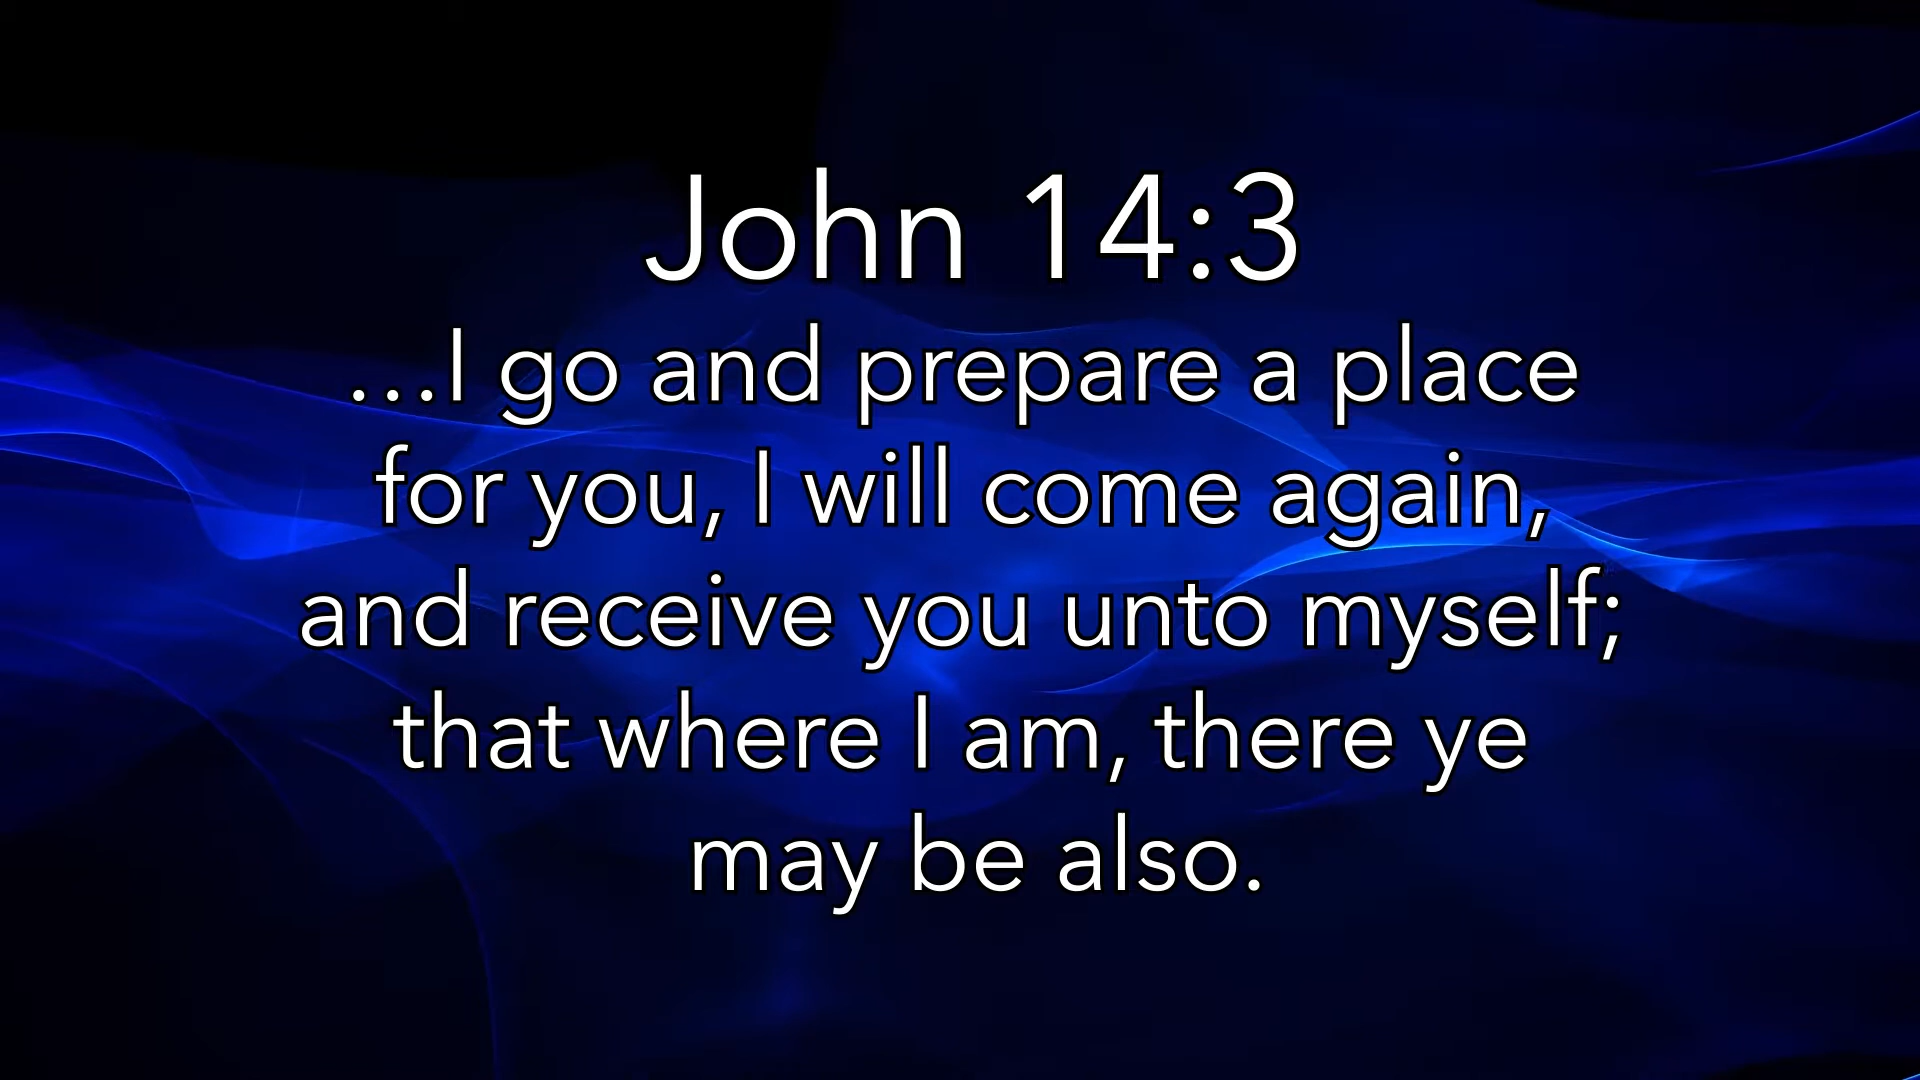 John 14:3
...I go and prepare a place
for you, I will come again,
and receive you unto myself;
that where I am, there ye
may be also.